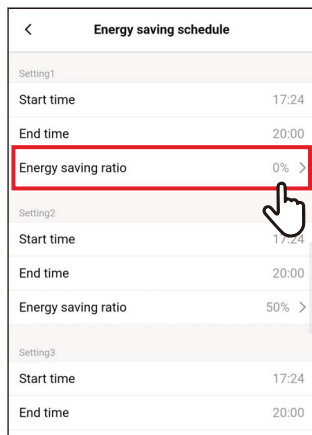 Energy saving schedule
Setting1
Start time 17:24
End time 20:00
Energy saving ratio 0%
Setting2
Start time 17:24
End time 20:00
Energy saving ratio 50%
Setting3
Start time 17:24
End time 20:00